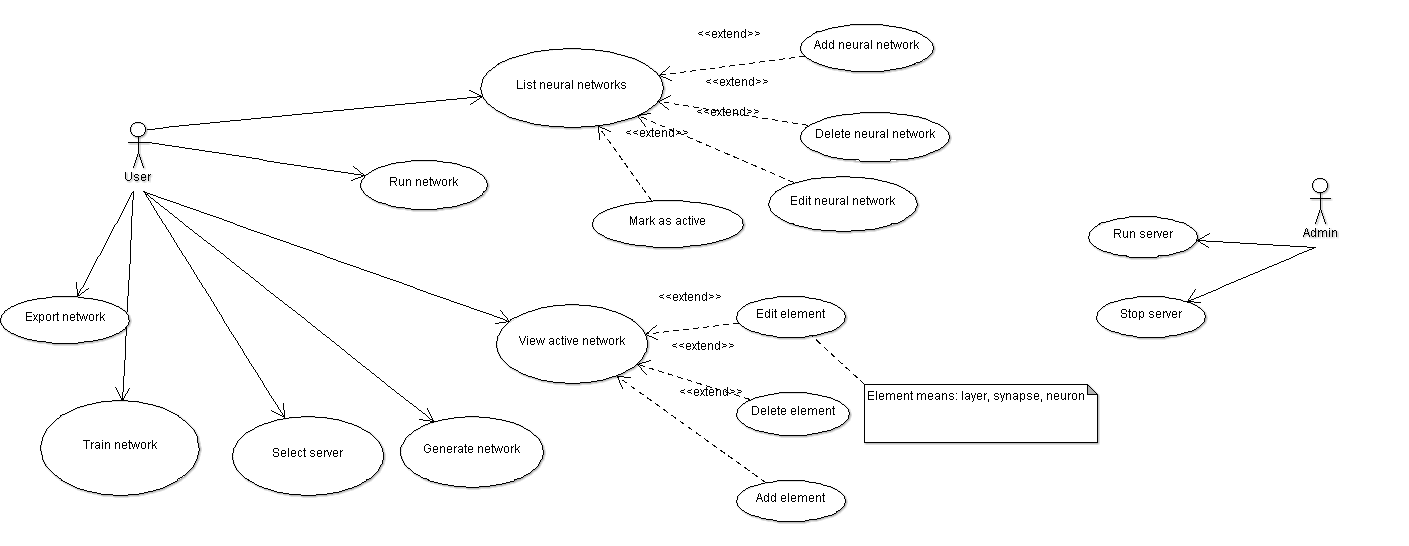 <<extend>>
Add neural network
List neural networks
<<extend>>
<<extend>>
Delete neural network
<<extend>>
User
Run network
Edit neural network
Mark as active
Admin
Run server
<<extend>>
Export network
Edit element
Stop server
View active network
<<extend>>
<<extend>>
Element means: layer, synapse, neuron
Delete element
Train network
Select server
Generate network
Add element